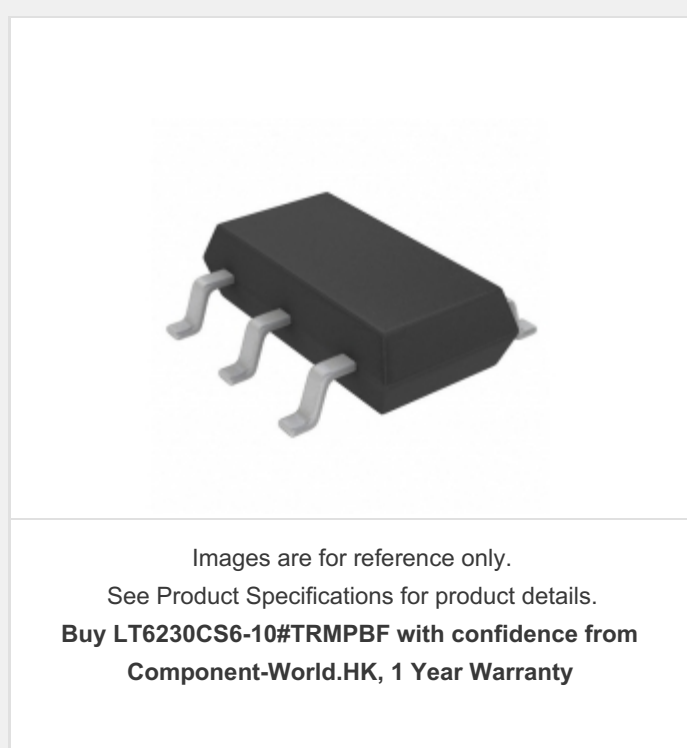 Images are for reference only.
See Product Specifications for product details.
Buy LT6230CS6-10#TRMPBF with confidence from
Component-World.HK, 1 Year Warranty